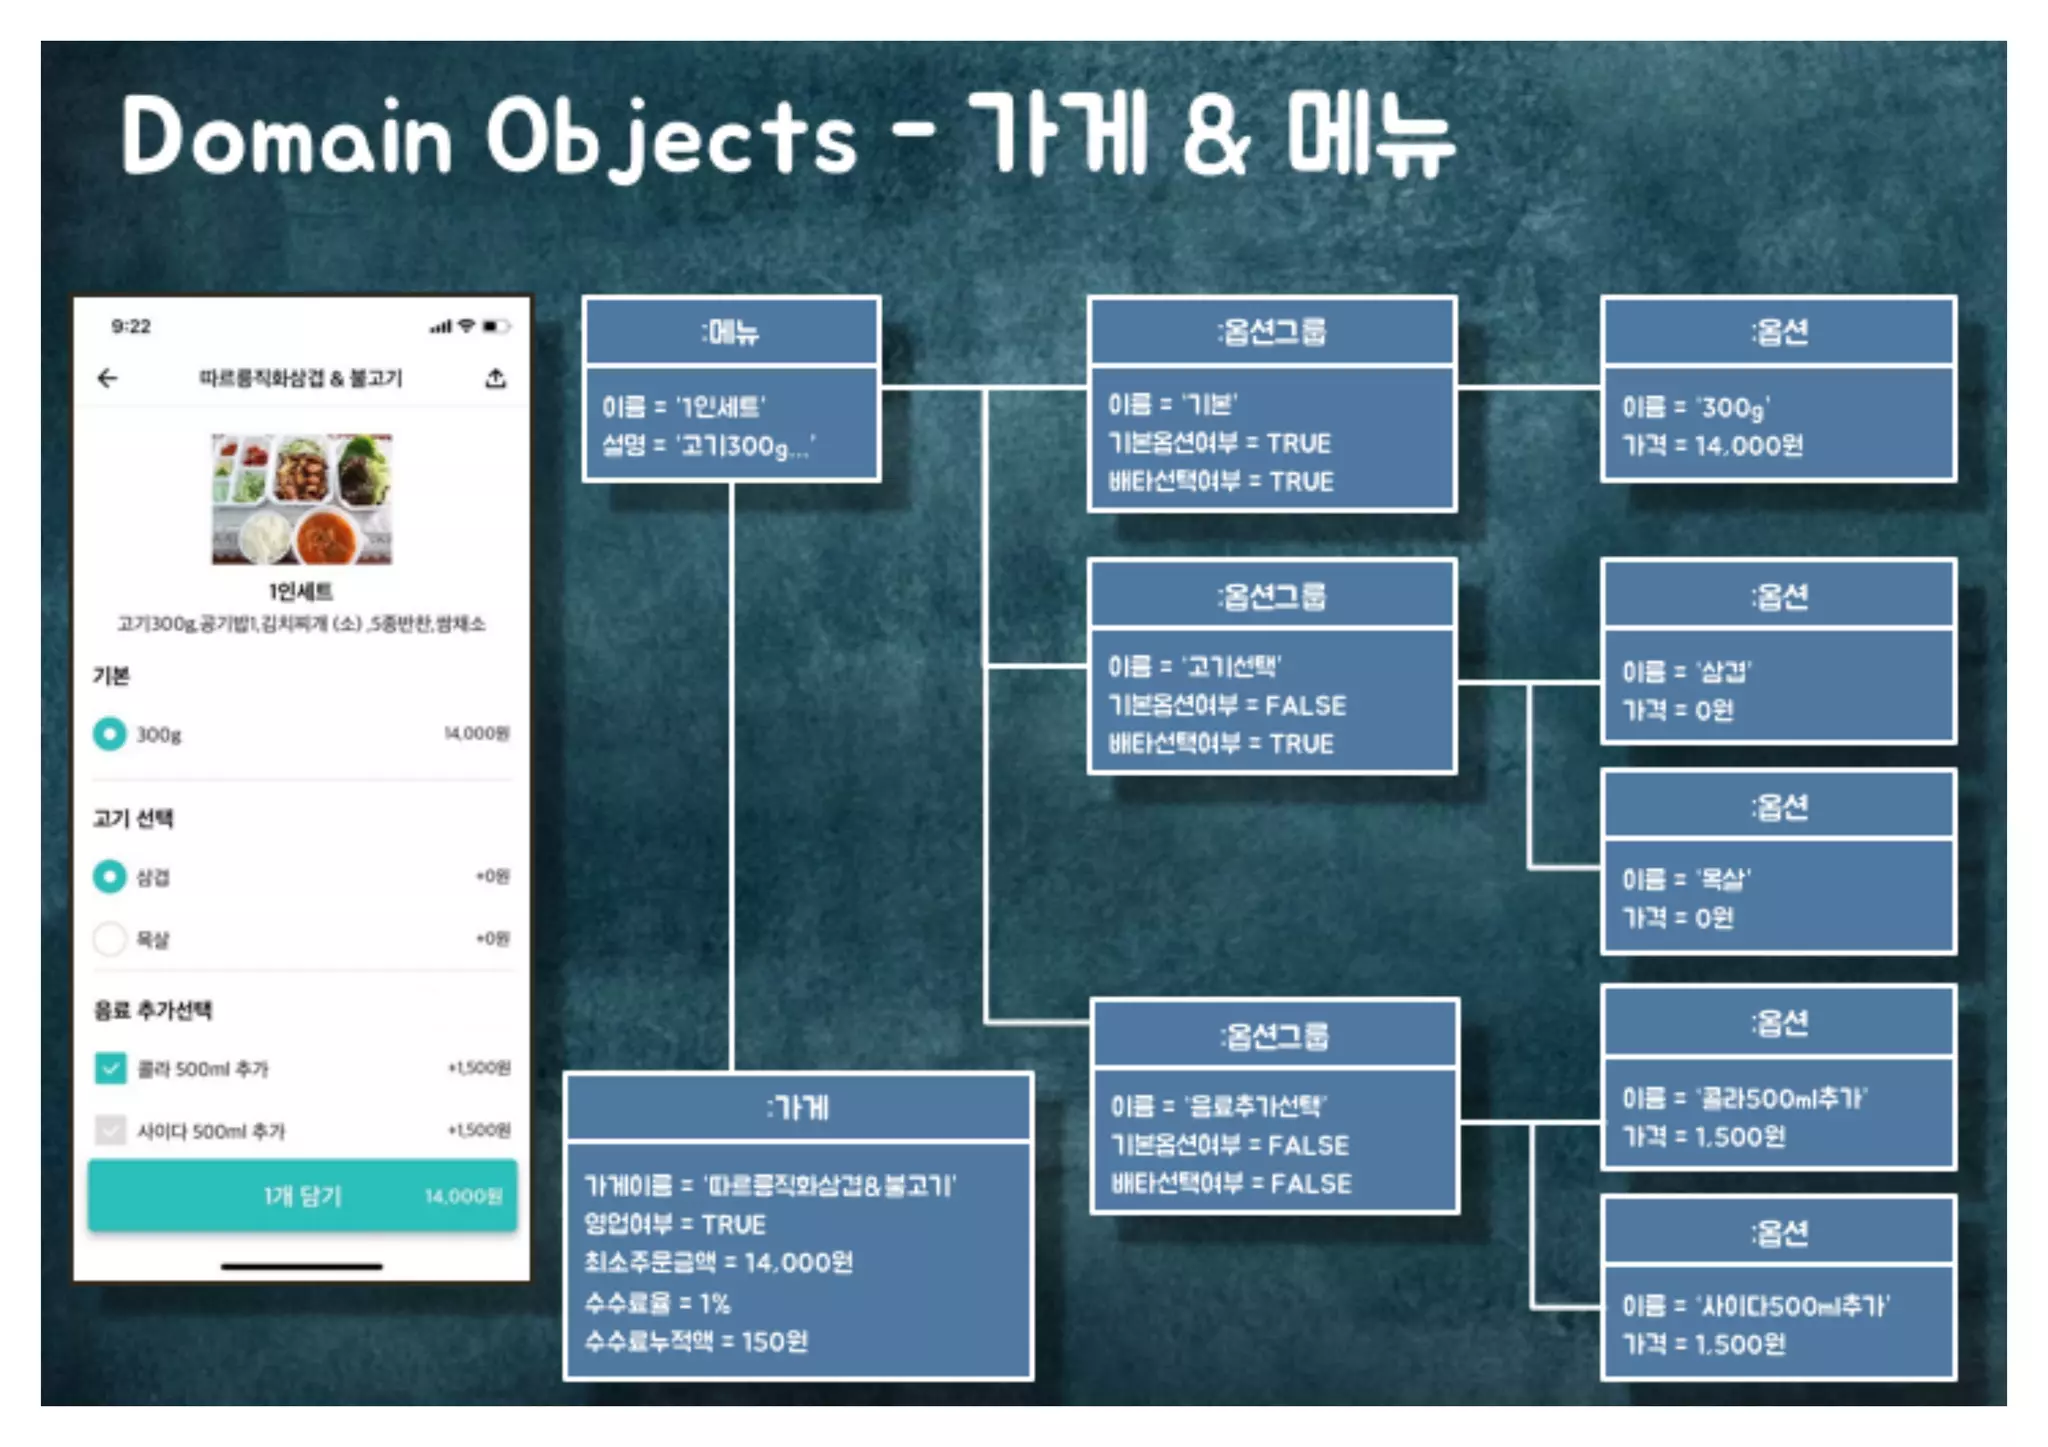 Domain Objects - 가게 & 메뉴
9:22
따르릉직화삼겹 & 불고기
1인세트
고기300g,공기밥1,김치찌개 (소) ,5종반찬,쌈채소
기본
300g 14,000원
고기 선택
삼겹 +0원
목살 +0원
음료 추가선택
콜라 500ml 추가 +1,500원
사이다 500ml 추가 +1,500원
1개 담기 14,000원
:메뉴
이름 = '1인세트'
설명 = '고기300g...'
:가게
가게이름 = '따르릉직화삼겹&불고기'
영업여부 = TRUE
최소주문금액 = 14,000원
수수료율 = 1%
수수료누적액 = 150원
:옵션그룹
이름 = '기본'
기본옵션여부 = TRUE
배타선택여부 = TRUE
:옵션그룹
이름 = '고기선택'
기본옵션여부 = FALSE
배타선택여부 = TRUE
:옵션그룹
이름 = '음료추가선택'
기본옵션여부 = FALSE
배타선택여부 = FALSE
:옵션
이름 = '300g'
가격 = 14,000원
:옵션
이름 = '삼겹'
가격 = 0원
:옵션
이름 = '목살'
가격 = 0원
:옵션
이름 = '콜라500ml추가'
가격 = 1,500원
:옵션
이름 = '사이다500ml추가'
가격 = 1,500원